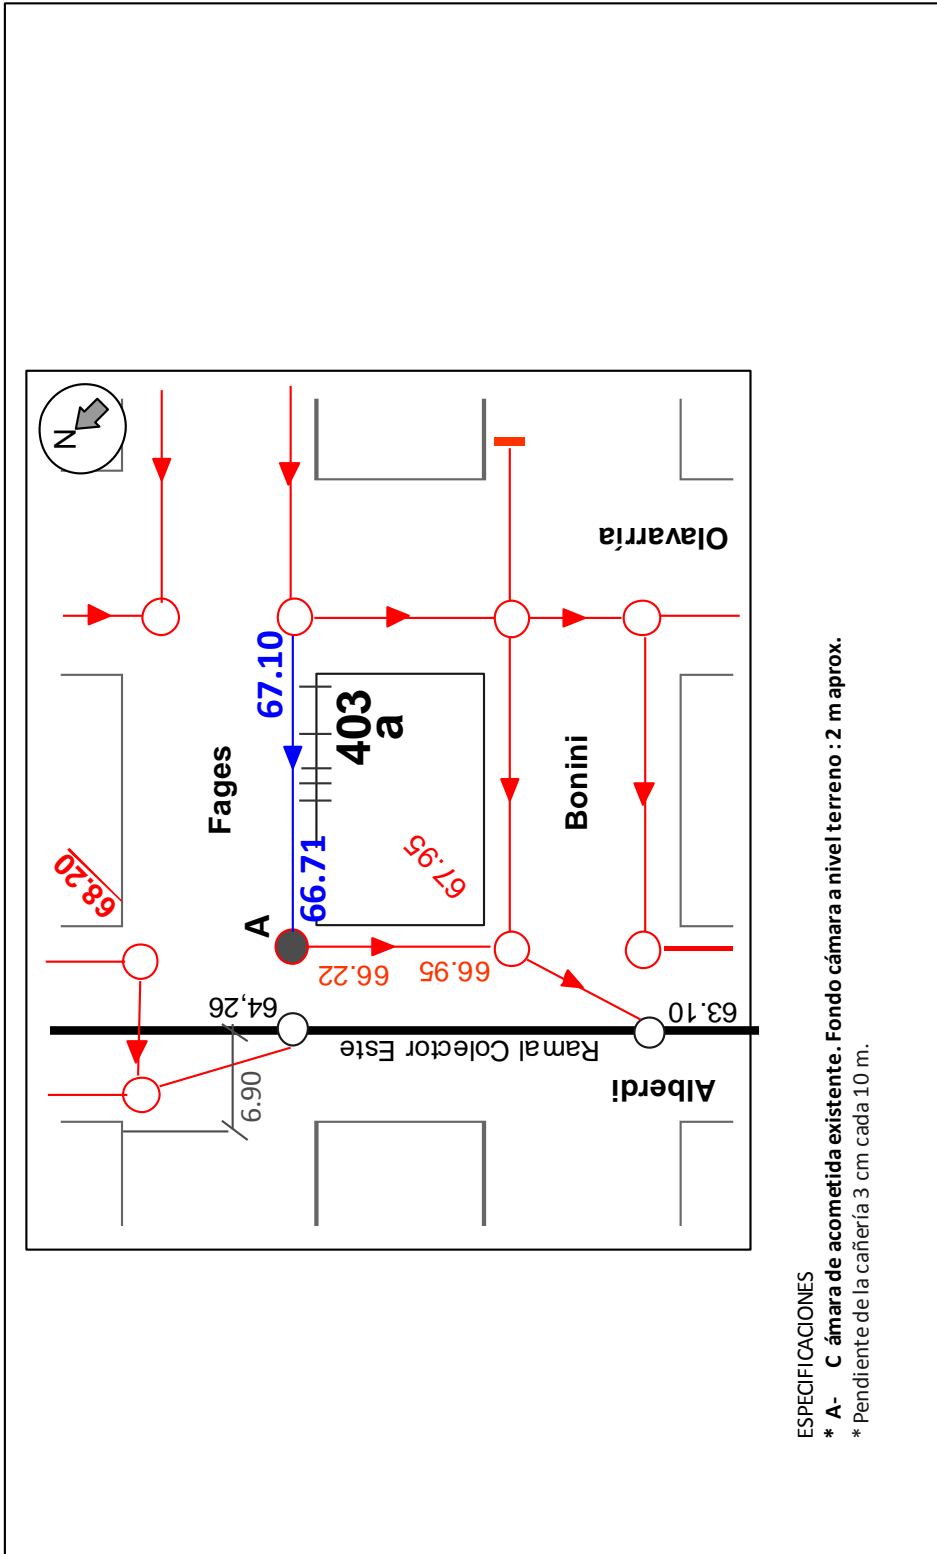 N
Olavarría
67.10
403
a
Fages
Bonini
66.71
67.95
68.20
A
66.22
66.95
64,26
63.10
Ramal Colector Este
6.90
Alberdi
ESPECIFICACIONES
* A- C ámara de acometida existente. Fondo cámara a nivel terreno : 2 m aprox.
* Pendiente de la cañería 3 cm cada 10 m.